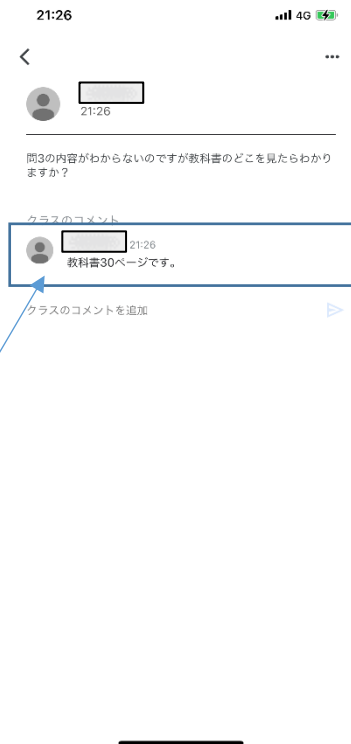 21:26
4G
21:26
問3の内容がわからないのですが教科書のどこを見たらわかり
ますか？
クラスのコメント
21:26
教科書30ページです。
クラスのコメントを追加